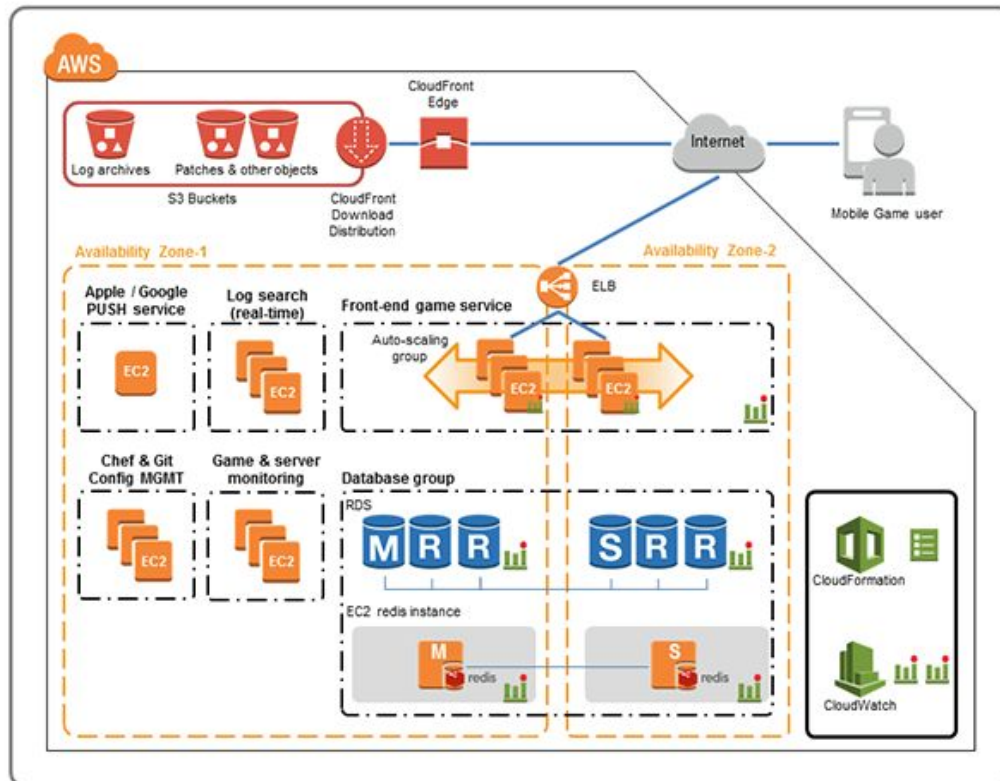 AWS
CloudFront
Edge
Internet
Log archives
Patches & other objects
S3 Buckets
CloudFront
Download
Distribution
Mobile Game user
Availability Zone-1
Availability Zone-2
ELB
Apple / Google
PUSH service
Log search
(real-time)
Front-end game service
Auto-scaling
group
EC2
EC2
EC2
EC2
Chef & Git
Config MGMT
Game & server
monitoring
Database group
RDS
M R R
S R R
EC2
EC2
EC2 redis instance
M
redis
S
redis
CloudFormation
CloudWatch